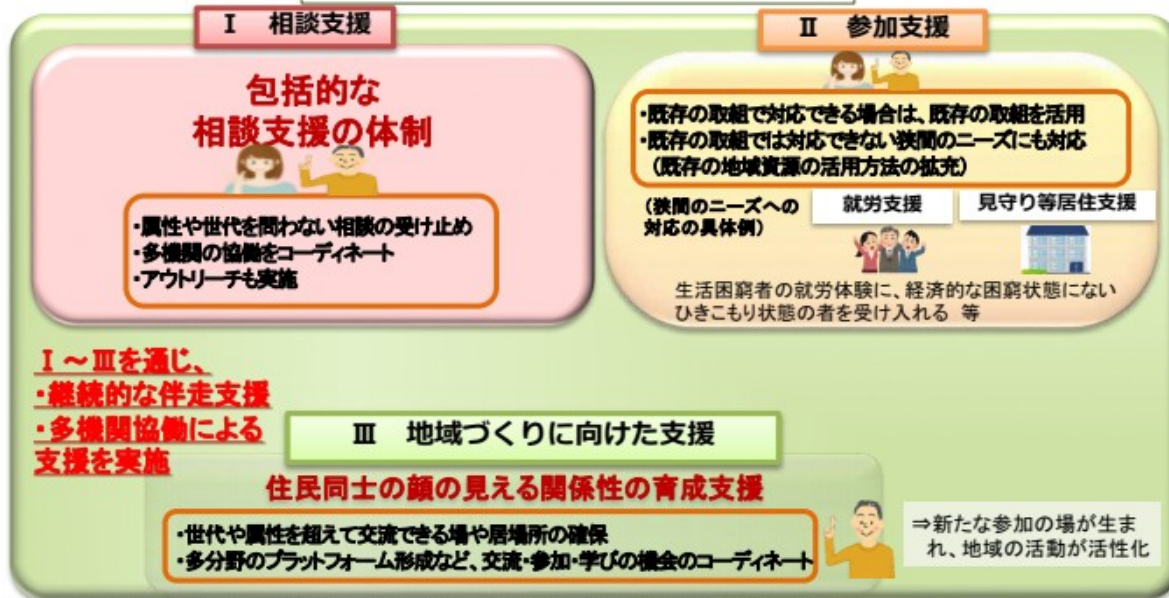 Ⅰ 相談支援
包括的な
相談支援の体制
・属性や世代を問わない相談の受け止め
・多機関の協働をコーディネート
・アウトリーチも実施
Ⅱ 参加支援
・既存の取組で対応できる場合は、既存の取組を活用
・既存の取組では対応できない狭間のニーズにも対応
（既存の地域資源の活用方法の拡充）
（狭間のニーズへの
対応の具体例）
就労支援
見守り等居住支援
生活困窮者の就労体験に、経済的な困窮状態にない
ひきこもり状態の者を受け入れる 等
Ⅰ～Ⅲを通じ、
・継続的な伴走支援
・多機関協働による
支援を実施
Ⅲ 地域づくりに向けた支援
住民同士の顔の見える関係性の育成支援
・世代や属性を超えて交流できる場や居場所の確保
・多分野のプラットフォーム形成など、交流・参加・学びの機会のコーディネート
⇒新たな参加の場が生ま
れ、地域の活動が活性化